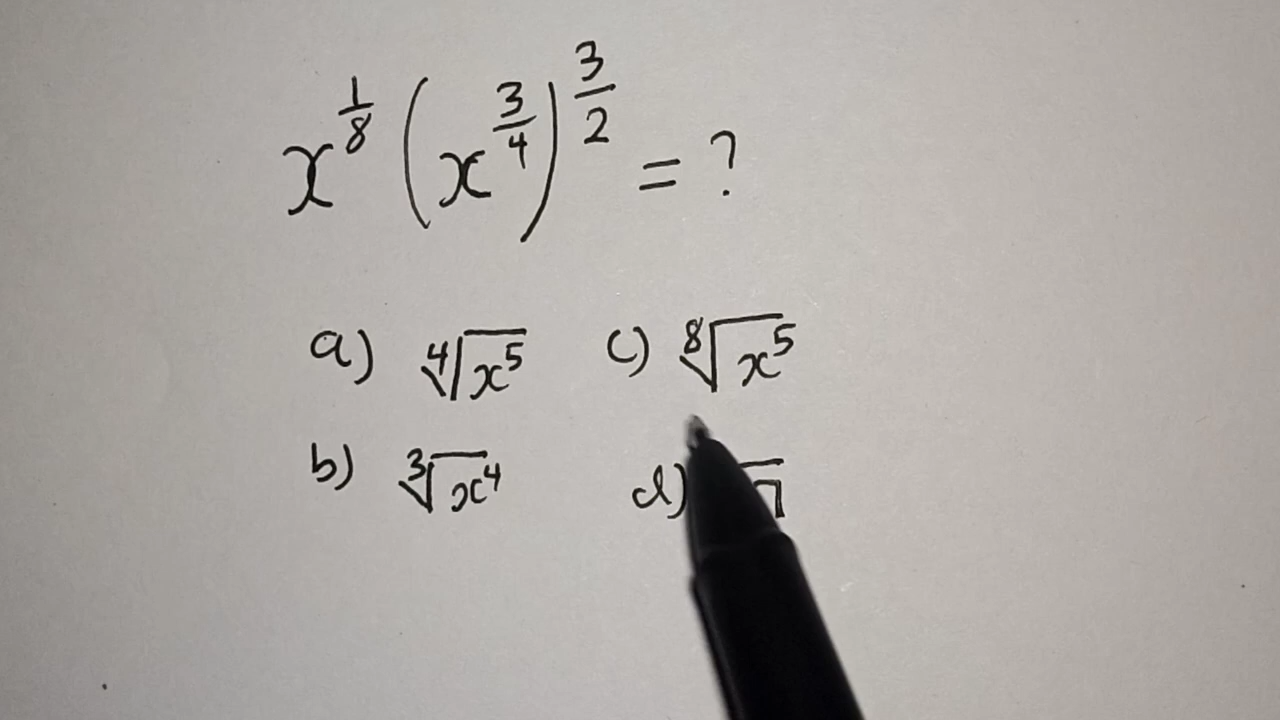 x^{1/8} (x^{3/4})^{3/2} = ?
a) ⁴√x⁵ c) ⁸√x⁵
b) ³√x⁴ d)